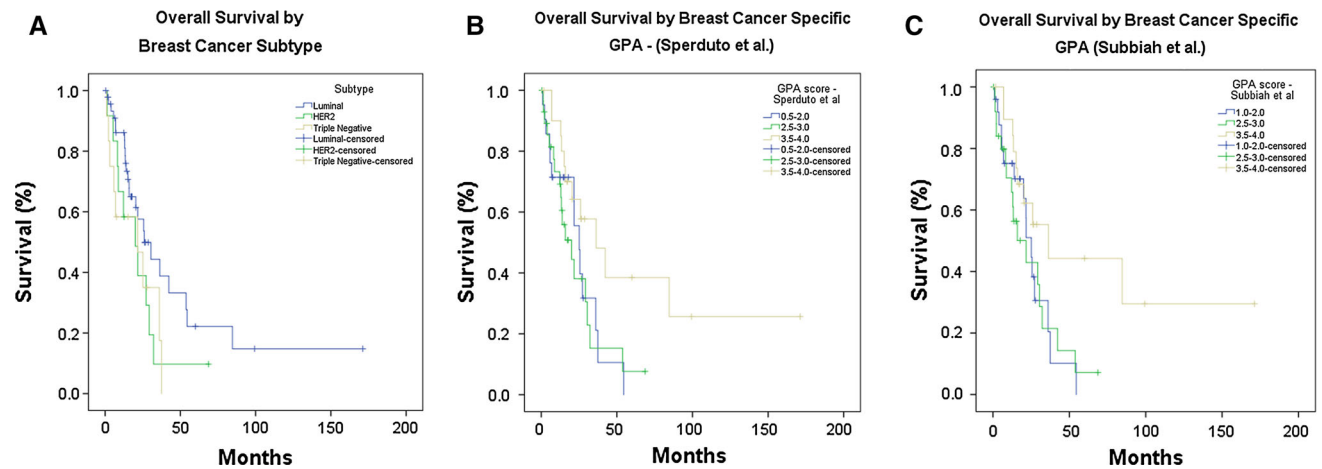 A
Overall Survival by
Breast Cancer Subtype
Survival (%)
1.0
0.8
0.6
0.4
0.2
0.0
0
50
100
150
200
Months
Subtype
Luminal
HER2
Triple Negative
Luminal-censored
HER2-censored
Triple Negative-censored
B
Overall Survival by Breast Cancer Specific
GPA - (Sperduto et al.)
Survival (%)
1.0
0.8
0.6
0.4
0.2
0.0
0
50
100
150
200
Months
GPA score -
Sperduto et al
0.5-2.0
2.5-3.0
3.5-4.0
0.5-2.0-censored
2.5-3.0-censored
3.5-4.0-censored
C
Overall Survival by Breast Cancer Specific
GPA (Subbiah et al.)
Survival (%)
1.0
0.8
0.6
0.4
0.2
0.0
0
50
100
150
200
Months
GPA score -
Subbiah et al
1.0-2.0
2.5-3.0
3.5-4.0
1.0-2.0-censored
2.5-3.0-censored
3.5-4.0-censored